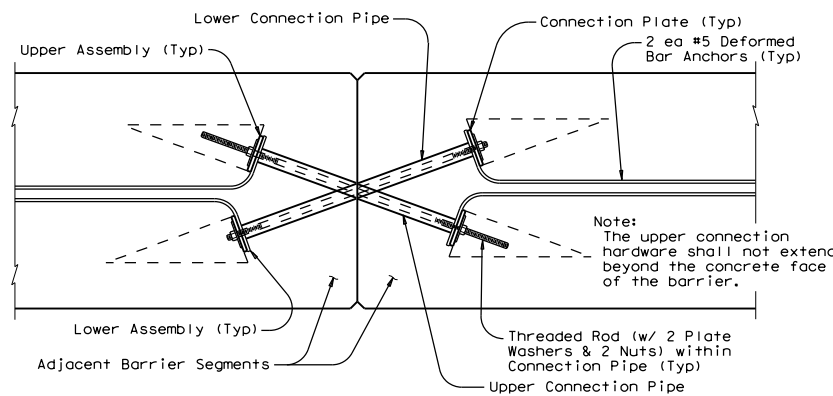 Lower Connection Pipe
Connection Plate (Typ)
Upper Assembly (Typ)
2 ea #5 Deformed
Bar Anchors (Typ)
Note:
The upper connection
hardware shall not extend
beyond the concrete face
of the barrier.
Lower Assembly (Typ)
Threaded Rod (w/ 2 Plate
Washers & 2 Nuts) within
Connection Pipe (Typ)
Adjacent Barrier Segments
Upper Connection Pipe